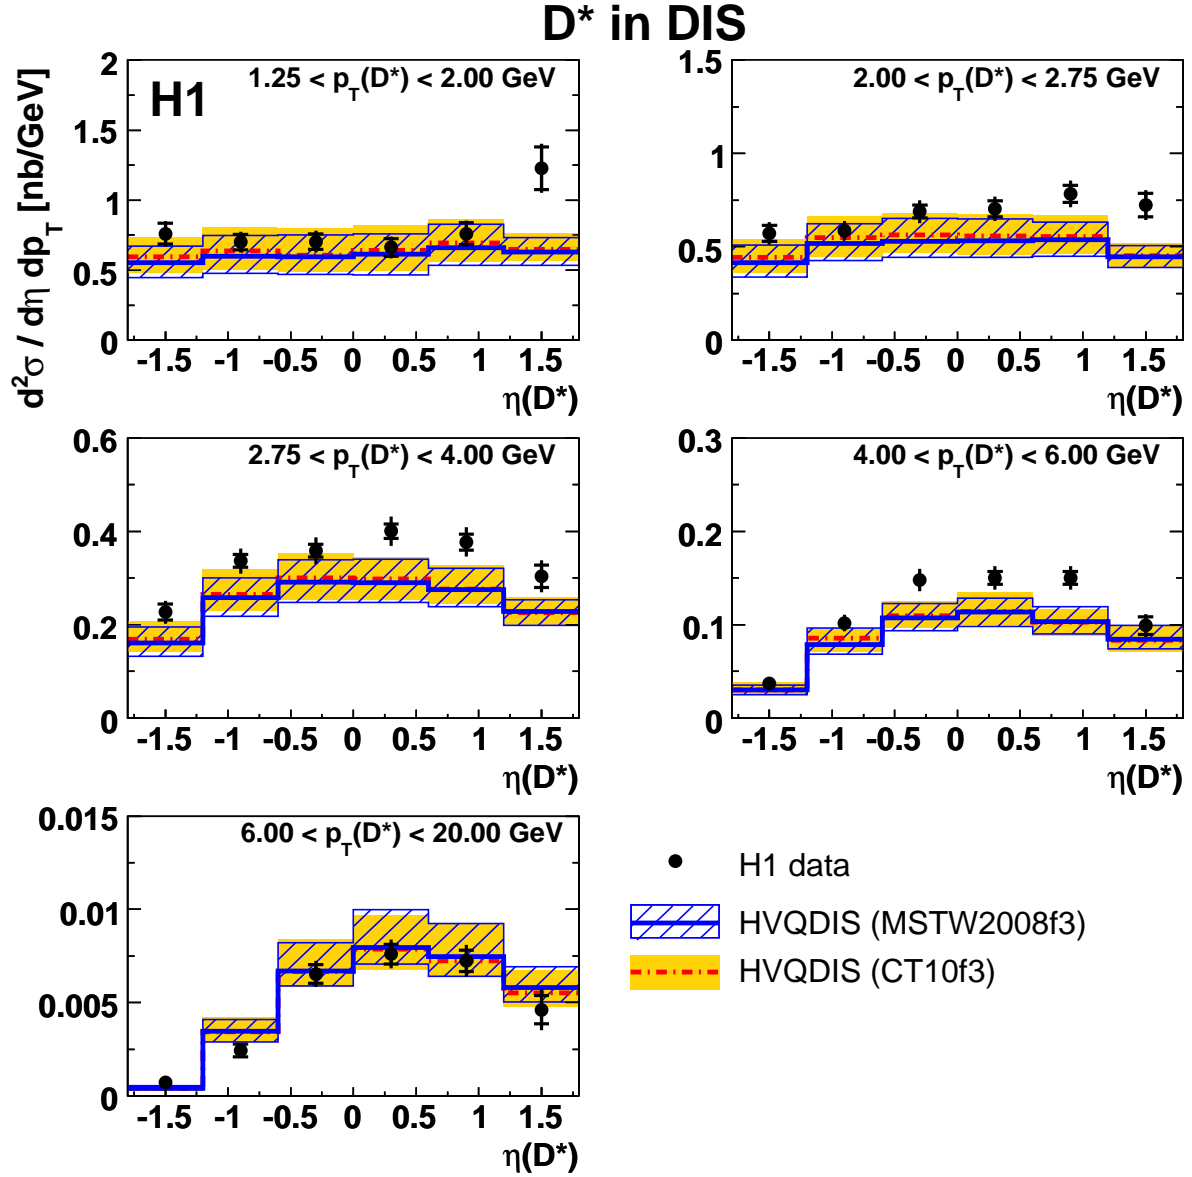 D* in DIS
d²σ / dη dp_T [nb/GeV]
H1
1.25 < p_T(D*) < 2.00 GeV
2
1.5
1
0.5
0
-1.5 -1 -0.5 0 0.5 1 1.5
η(D*)
2.00 < p_T(D*) < 2.75 GeV
1.5
1
0.5
0
-1.5 -1 -0.5 0 0.5 1 1.5
η(D*)
2.75 < p_T(D*) < 4.00 GeV
0.6
0.4
0.2
0
-1.5 -1 -0.5 0 0.5 1 1.5
η(D*)
4.00 < p_T(D*) < 6.00 GeV
0.3
0.2
0.1
0
-1.5 -1 -0.5 0 0.5 1 1.5
η(D*)
6.00 < p_T(D*) < 20.00 GeV
0.015
0.01
0.005
0
-1.5 -1 -0.5 0 0.5 1 1.5
η(D*)
H1 data
HVQDIS (MSTW2008f3)
HVQDIS (CT10f3)